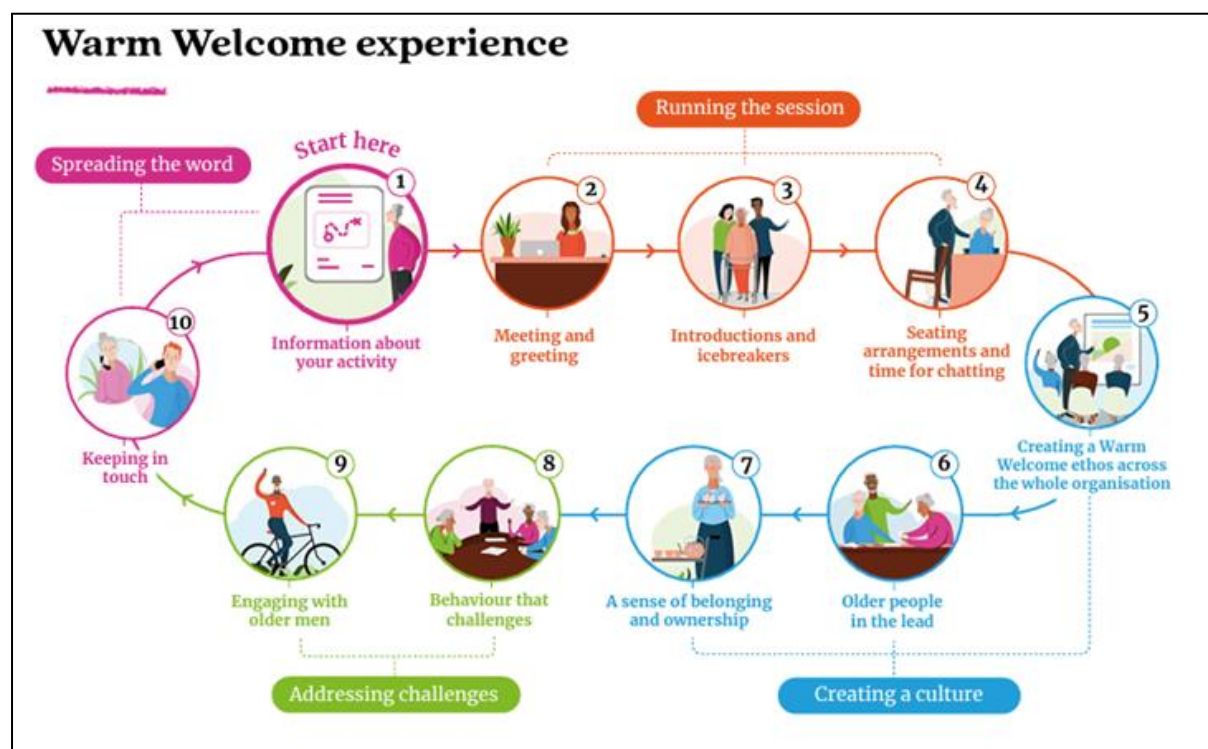 Warm Welcome experience
Running the session
Spreading the word
Start here
1
Information about
your activity
2
Meeting and
greeting
3
Introductions and
icebreakers
4
Seating
arrangements and
time for chatting
5
Creating a Warm
Welcome ethos across
the whole organisation
6
Older people
in the lead
7
A sense of belonging
and ownership
8
Behaviour that
challenges
9
Engaging with
older men
10
Keeping in
touch
Addressing challenges
Creating a culture